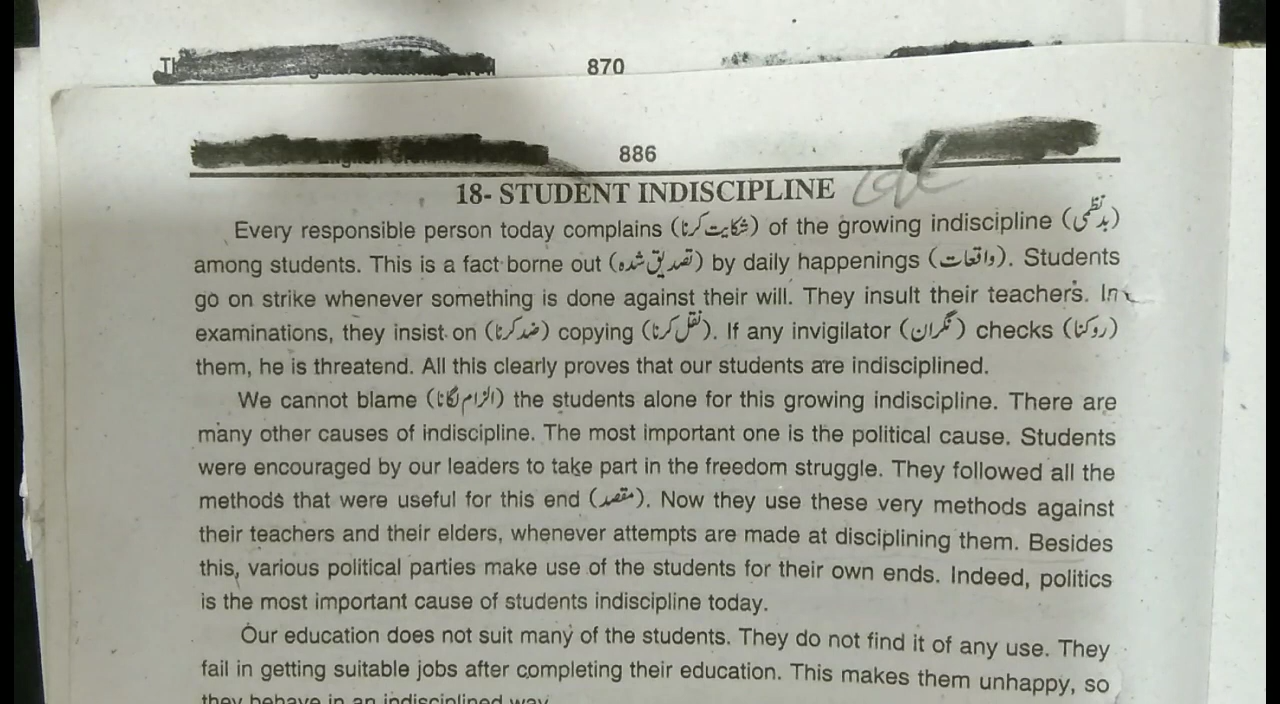 870
886
18- STUDENT INDISCIPLINE
Every responsible person today complains (شکایت کرنا) of the growing indiscipline (بدنظمی)
among students. This is a fact borne out (تصدیق شدہ) by daily happenings (واقعات). Students
go on strike whenever something is done against their will. They insult their teachers. In
examinations, they insist on (ضد کرنا) copying (نقل کرنا). If any invigilator (نگران) checks (روکنا)
them, he is threatend. All this clearly proves that our students are indisciplined.
We cannot blame (الزام لگانا) the students alone for this growing indiscipline. There are
many other causes of indiscipline. The most important one is the political cause. Students
were encouraged by our leaders to take part in the freedom struggle. They followed all the
methods that were useful for this end (مقصد). Now they use these very methods against
their teachers and their elders, whenever attempts are made at disciplining them. Besides
this, various political parties make use of the students for their own ends. Indeed, politics
is the most important cause of students indiscipline today.
Our education does not suit many of the students. They do not find it of any use. They
fail in getting suitable jobs after completing their education. This makes them unhappy, so
they behave in an indisciplined way.